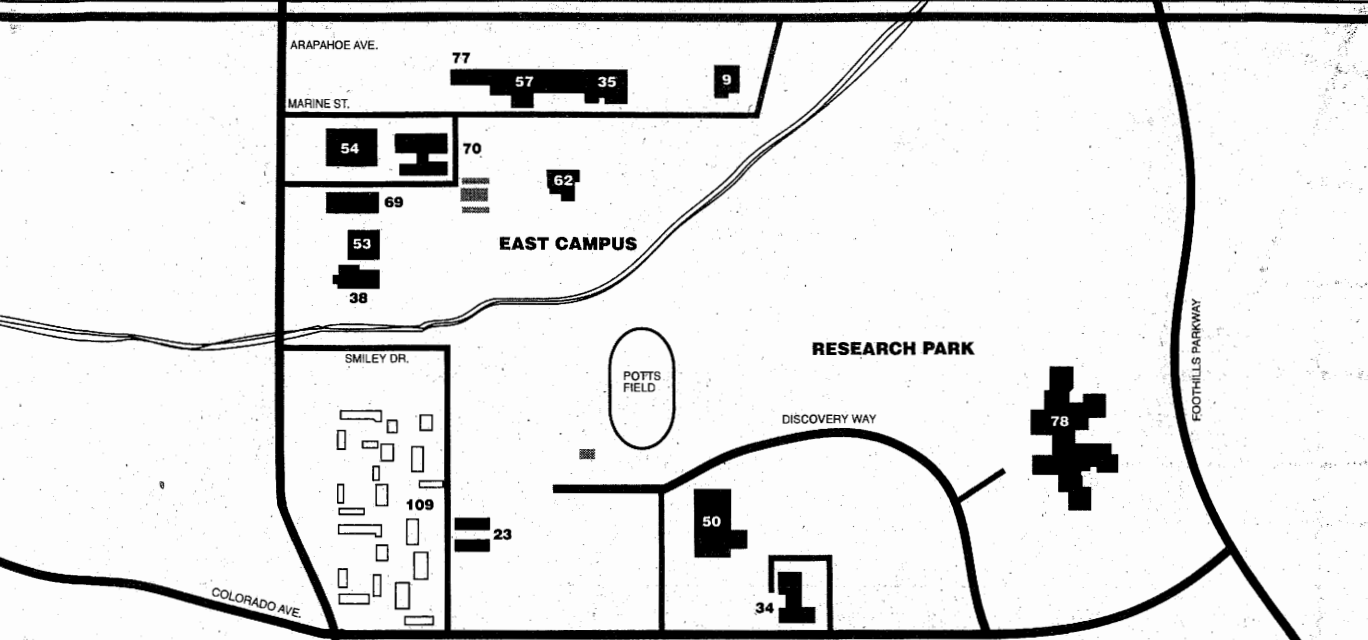 ARAPAHOE AVE.
77
57
35
9
MARINE ST.
54
70
62
69
53
EAST CAMPUS
38
SMILEY DR.
RESEARCH PARK
FOOTHILLS PARKWAY
POTTS
FIELD
DISCOVERY WAY
78
109
23
50
COLORADO AVE.
34